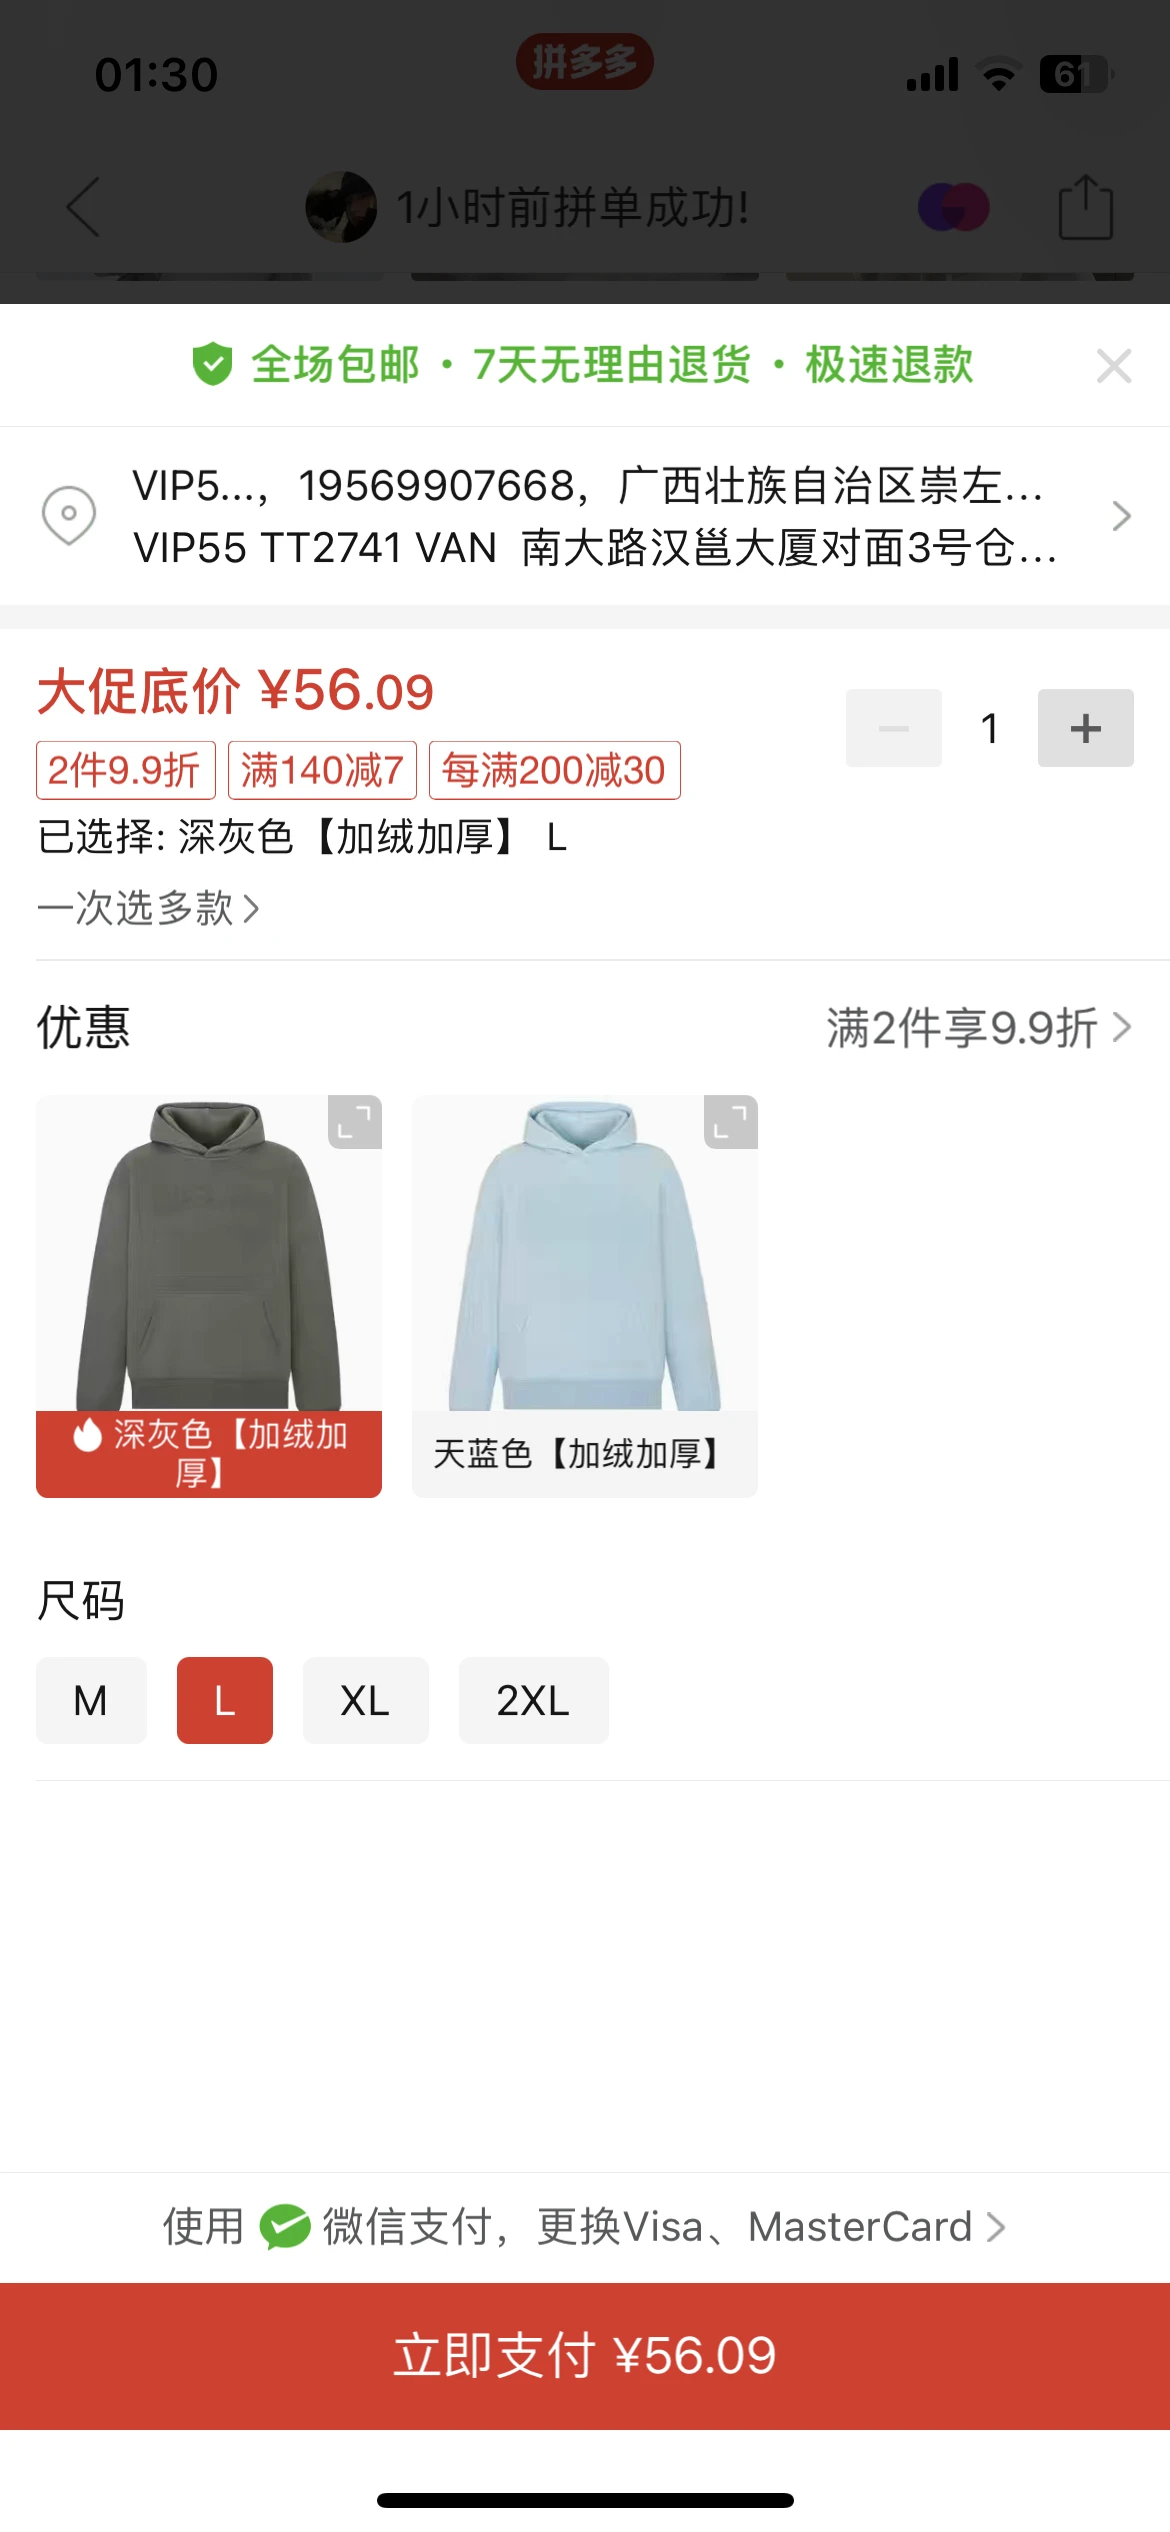 01:30
拼多多
61
1小时前拼单成功!
全场包邮 · 7天无理由退货 · 极速退款
VIP5..., 19569907668, 广西壮族自治区崇左...
VIP55 TT2741 VAN 南大路汉邕大厦对面3号仓...
大促底价 ¥56.09
1
2件9.9折 满140减7 每满200减30
已选择: 深灰色【加绒加厚】 L
一次选多款
优惠
满2件享9.9折
深灰色【加绒加
厚】
天蓝色【加绒加厚】
尺码
M L XL 2XL
使用 微信支付，更换Visa、MasterCard
立即支付 ¥56.09